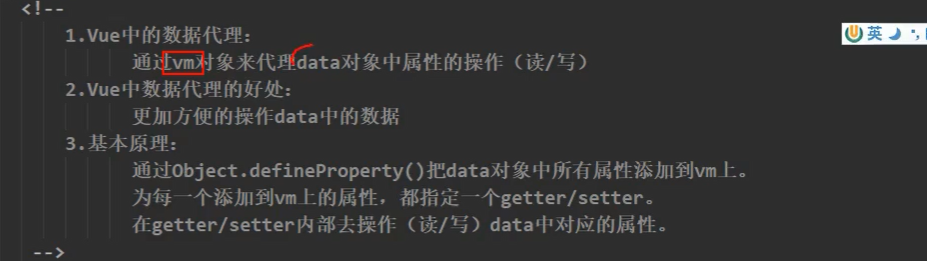 <!--
1.Vue中的数据代理：
通过vm对象来代理data对象中属性的操作（读/写）
2.Vue中数据代理的好处：
更加方便的操作data中的数据
3.基本原理：
通过Object.defineProperty()把data对象中所有属性添加到vm上。
为每一个添加到vm上的属性，都指定一个getter/setter。
在getter/setter内部去操作（读/写）data中对应的属性。
-->
英